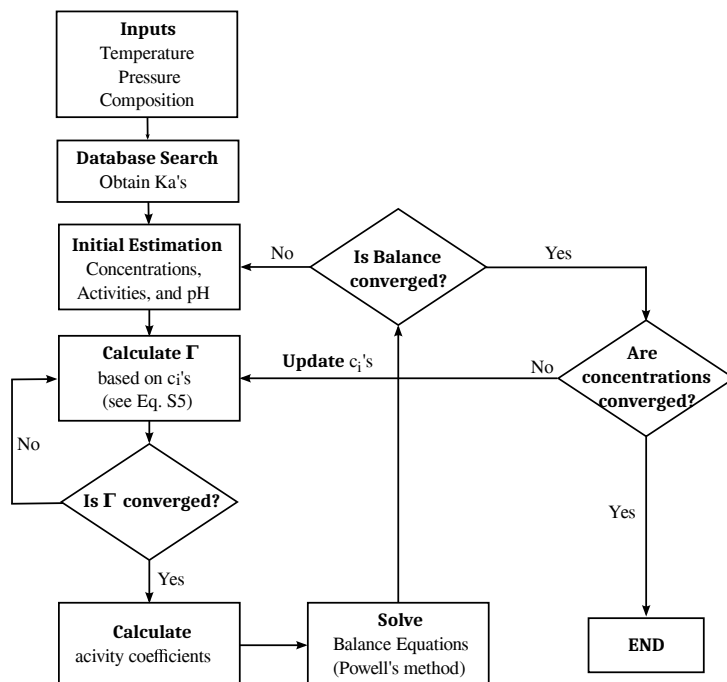 Inputs
Temperature
Pressure
Composition
Database Search
Obtain Ka's
Initial Estimation
Concentrations,
Activities, and pH
No
Is Balance
converged?
Yes
Calculate Γ
based on ci's
(see Eq. S5)
Update ci's
No
Are
concentrations
converged?
No
Is Γ converged?
Yes
Yes
Calculate
acivity coefficients
Solve
Balance Equations
(Powell's method)
END